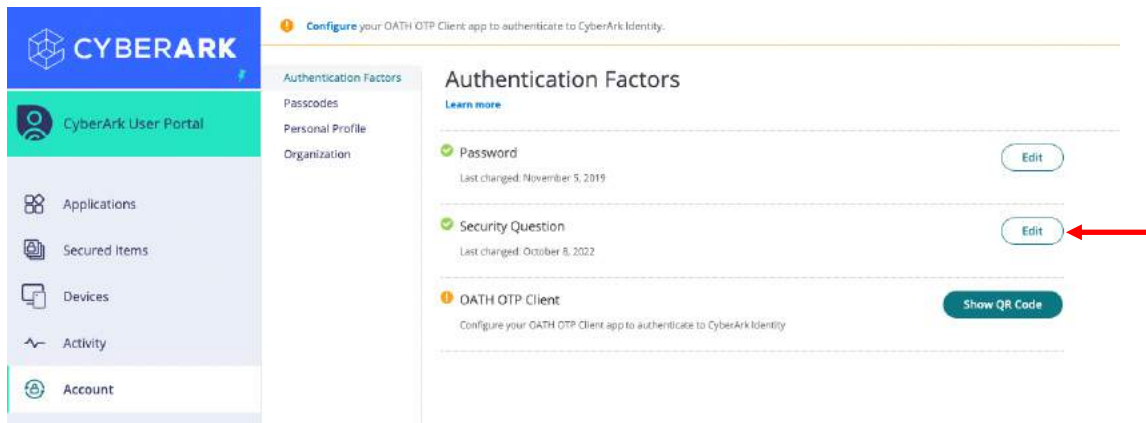 CYBERARK
CyberArk User Portal
Applications
Secured Items
Devices
Activity
Account
Configure your OATH OTP Client app to authenticate to CyberArk Identity.
Authentication Factors
Passcodes
Personal Profile
Organization
Authentication Factors
Learn more
Password
Edit
Last changed: November 5, 2019
Security Question
Edit
Last changed: October 8, 2022
OATH OTP Client
Show QR Code
Configure your OATH OTP Client app to authenticate to CyberArk Identity